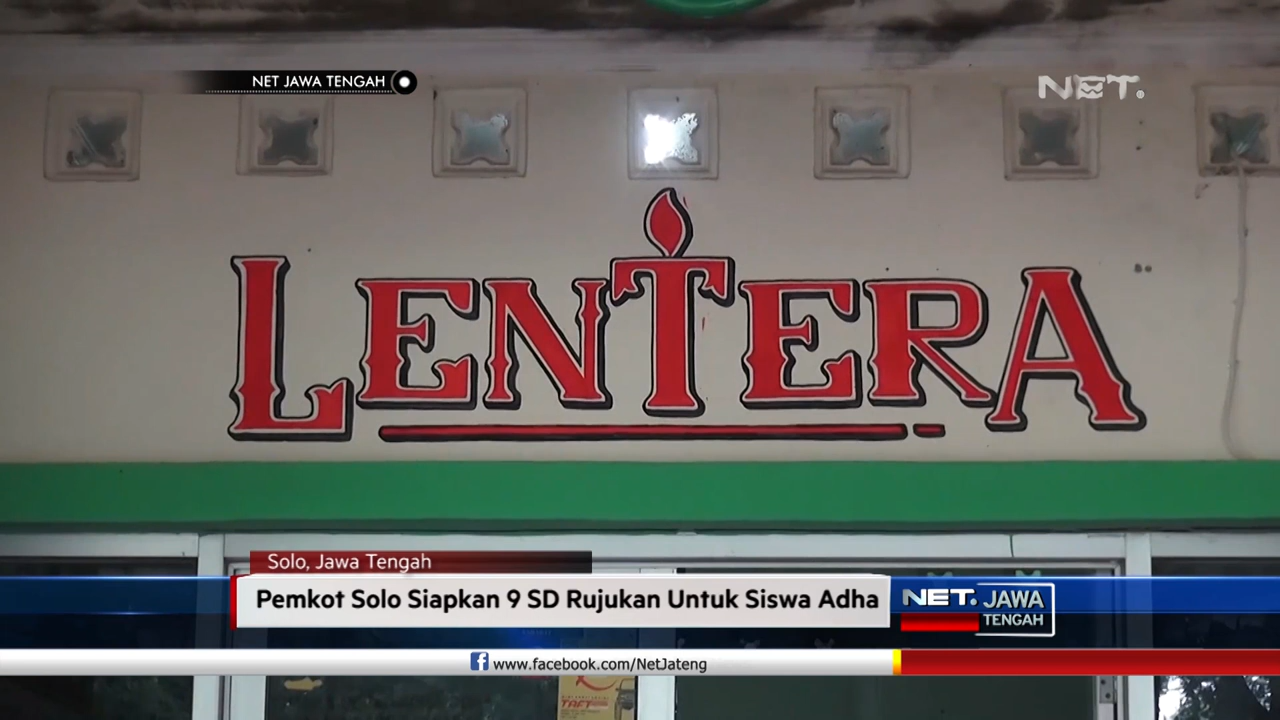 NET JAWA TENGAH
NET.
LENTERA
Solo, Jawa Tengah
Pemkot Solo Siapkan 9 SD Rujukan Untuk Siswa Adha
NET. JAWA
TENGAH
www.facebook.com/NetJateng
TAFT